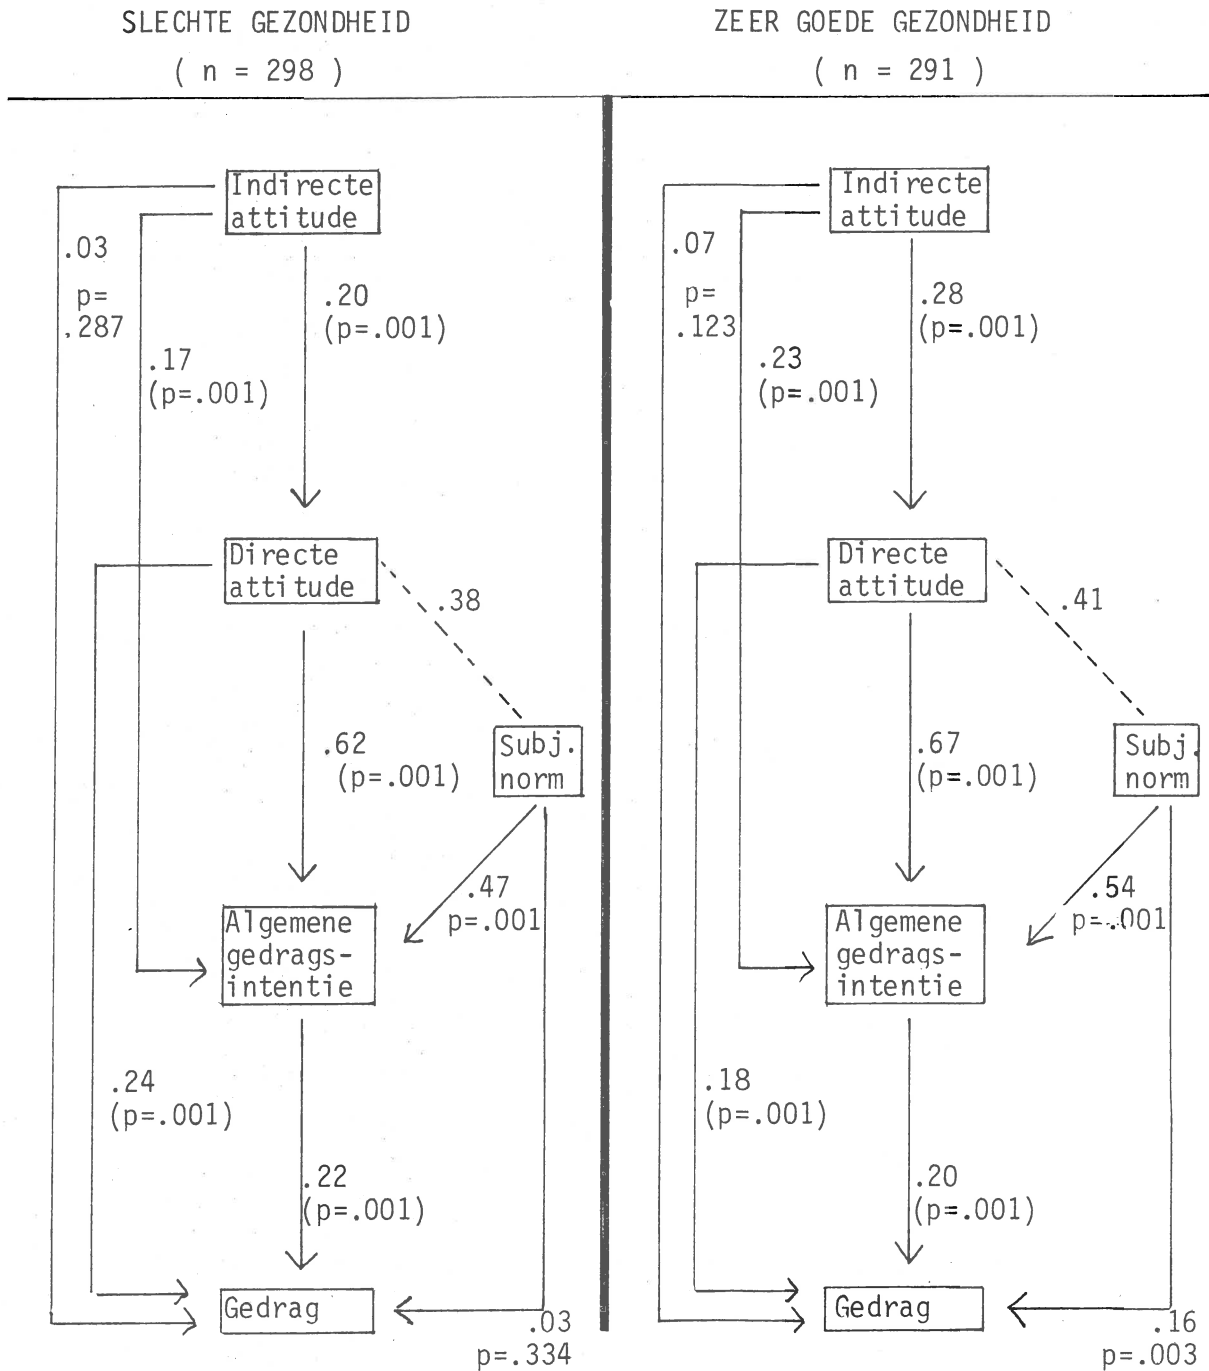 SLECHTE GEZONDHEID
( n = 298 )
Indirecte
attitude
.03
p=
.287
.20
(p=.001)
.17
(p=.001)
Directe
attitude
.38
.62
(p=.001)
Subj.
norm
.47
p=.001
Algemene
gedrags-
intentie
.24
(p=.001)
.22
(p=.001)
Gedrag
.03
p=.334
ZEER GOEDE GEZONDHEID
( n = 291 )
Indirecte
attitude
.07
p=
.123
.28
(p=.001)
.23
(p=.001)
Directe
attitude
.41
.67
(p=.001)
Subj.
norm
.54
p=.001
Algemene
gedrags-
intentie
.18
(p=.001)
.20
(p=.001)
Gedrag
.16
p=.003